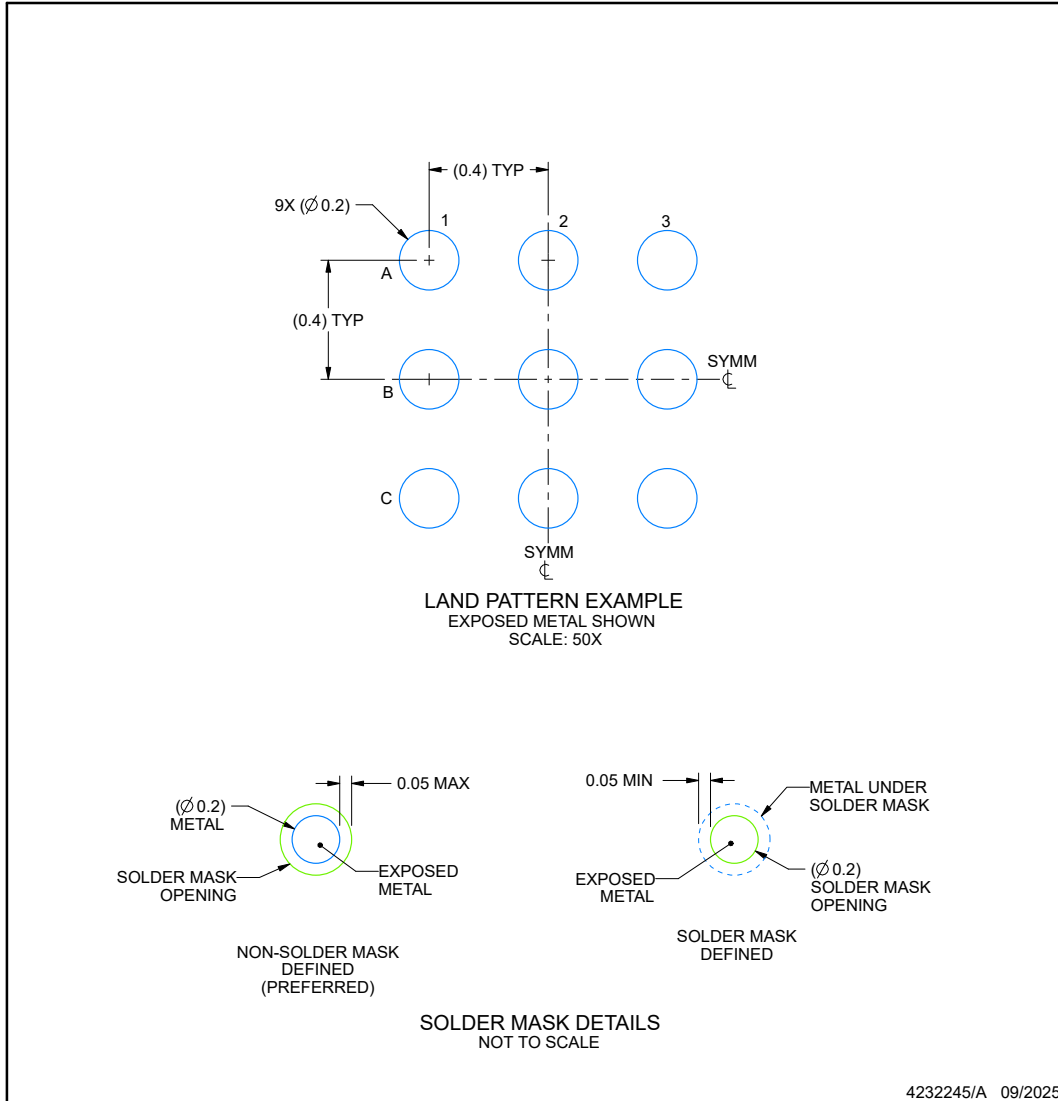 (0.4) TYP
9X (∅ 0.2)
1
2
3
A
(0.4) TYP
B
SYMM
℄
C
SYMM
℄
LAND PATTERN EXAMPLE
EXPOSED METAL SHOWN
SCALE: 50X
(∅ 0.2)
METAL
0.05 MAX
SOLDER MASK
OPENING
EXPOSED
METAL
NON-SOLDER MASK
DEFINED
(PREFERRED)
0.05 MIN
METAL UNDER
SOLDER MASK
EXPOSED
METAL
(∅ 0.2)
SOLDER MASK
OPENING
SOLDER MASK
DEFINED
SOLDER MASK DETAILS
NOT TO SCALE
4232245/A 09/2025